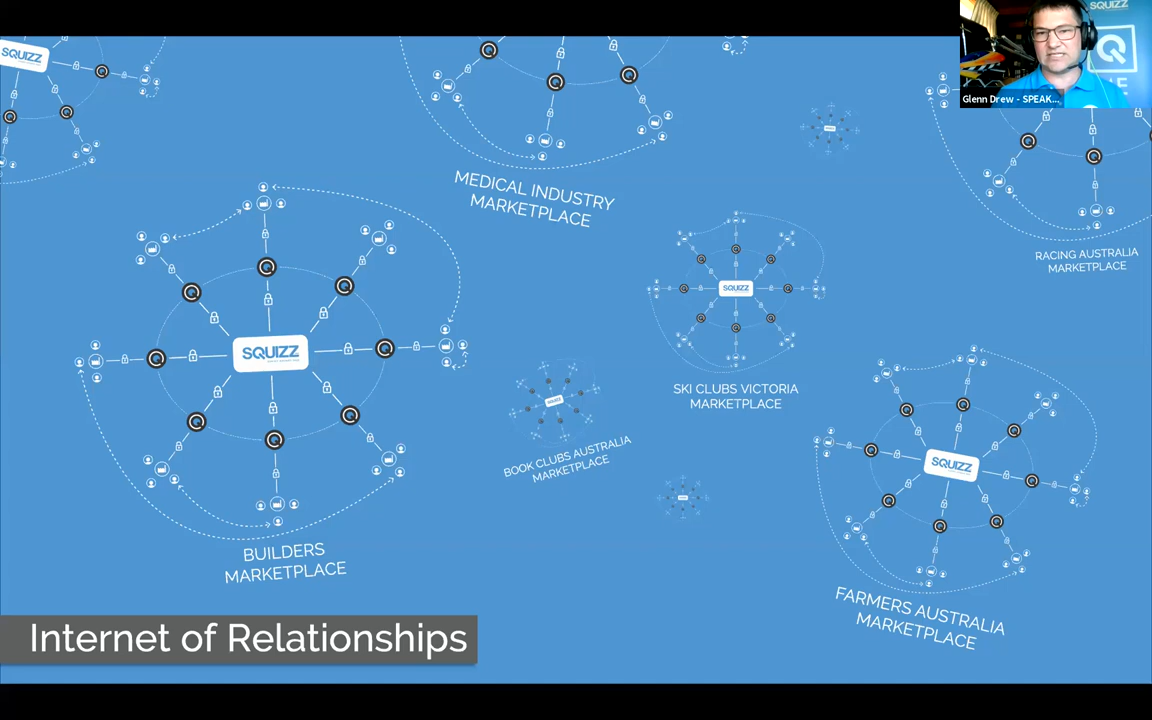 SQUIZZ
SQUIZZ
Glenn Drew - SPEAK...
MEDICAL INDUSTRY
MARKETPLACE
RACING AUSTRALIA
MARKETPLACE
SQUIZZ
SQUIZZ
SKI CLUBS VICTORIA
MARKETPLACE
BOOK CLUBS AUSTRALIA
MARKETPLACE
SQUIZZ
BUILDERS
MARKETPLACE
FARMERS AUSTRALIA
MARKETPLACE
Internet of Relationships